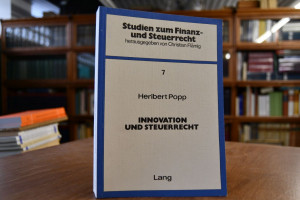 Studien zum Finanz-
und Steuerrecht
herausgegeben von Christian Flämig
7
Heribert Popp
INNOVATION
UND STEUERRECHT
Lang